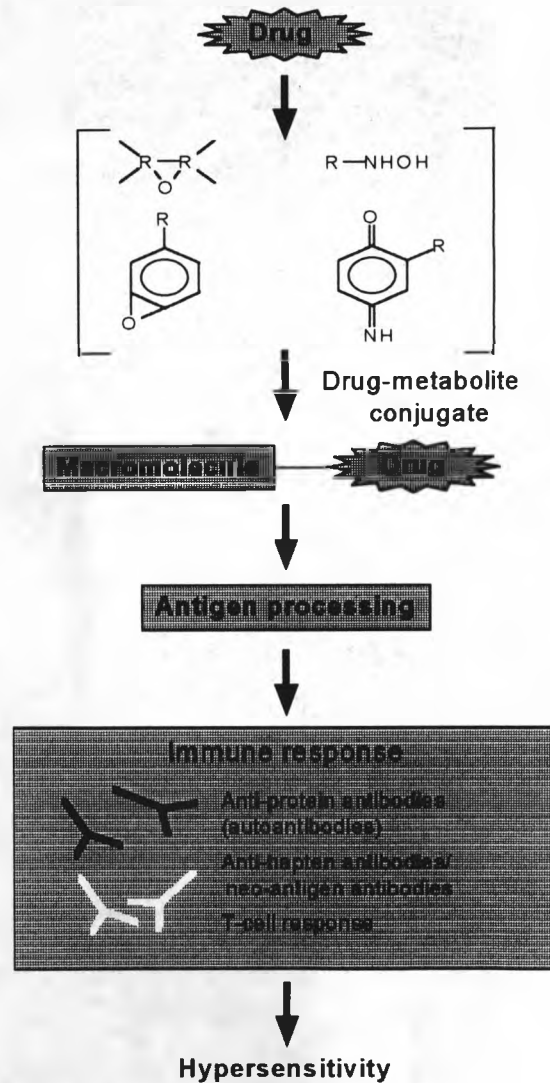 Drug
R
R
O
R—NHOH
R
O
O
R
NH
Drug-metabolite
conjugate
Macromolecule
Drug
Antigen processing
Immune response
Anti-protein antibodies
(autoantibodies)
Anti-hapten antibodies/
neo-antigen antibodies
T-cell response
Hypersensitivity